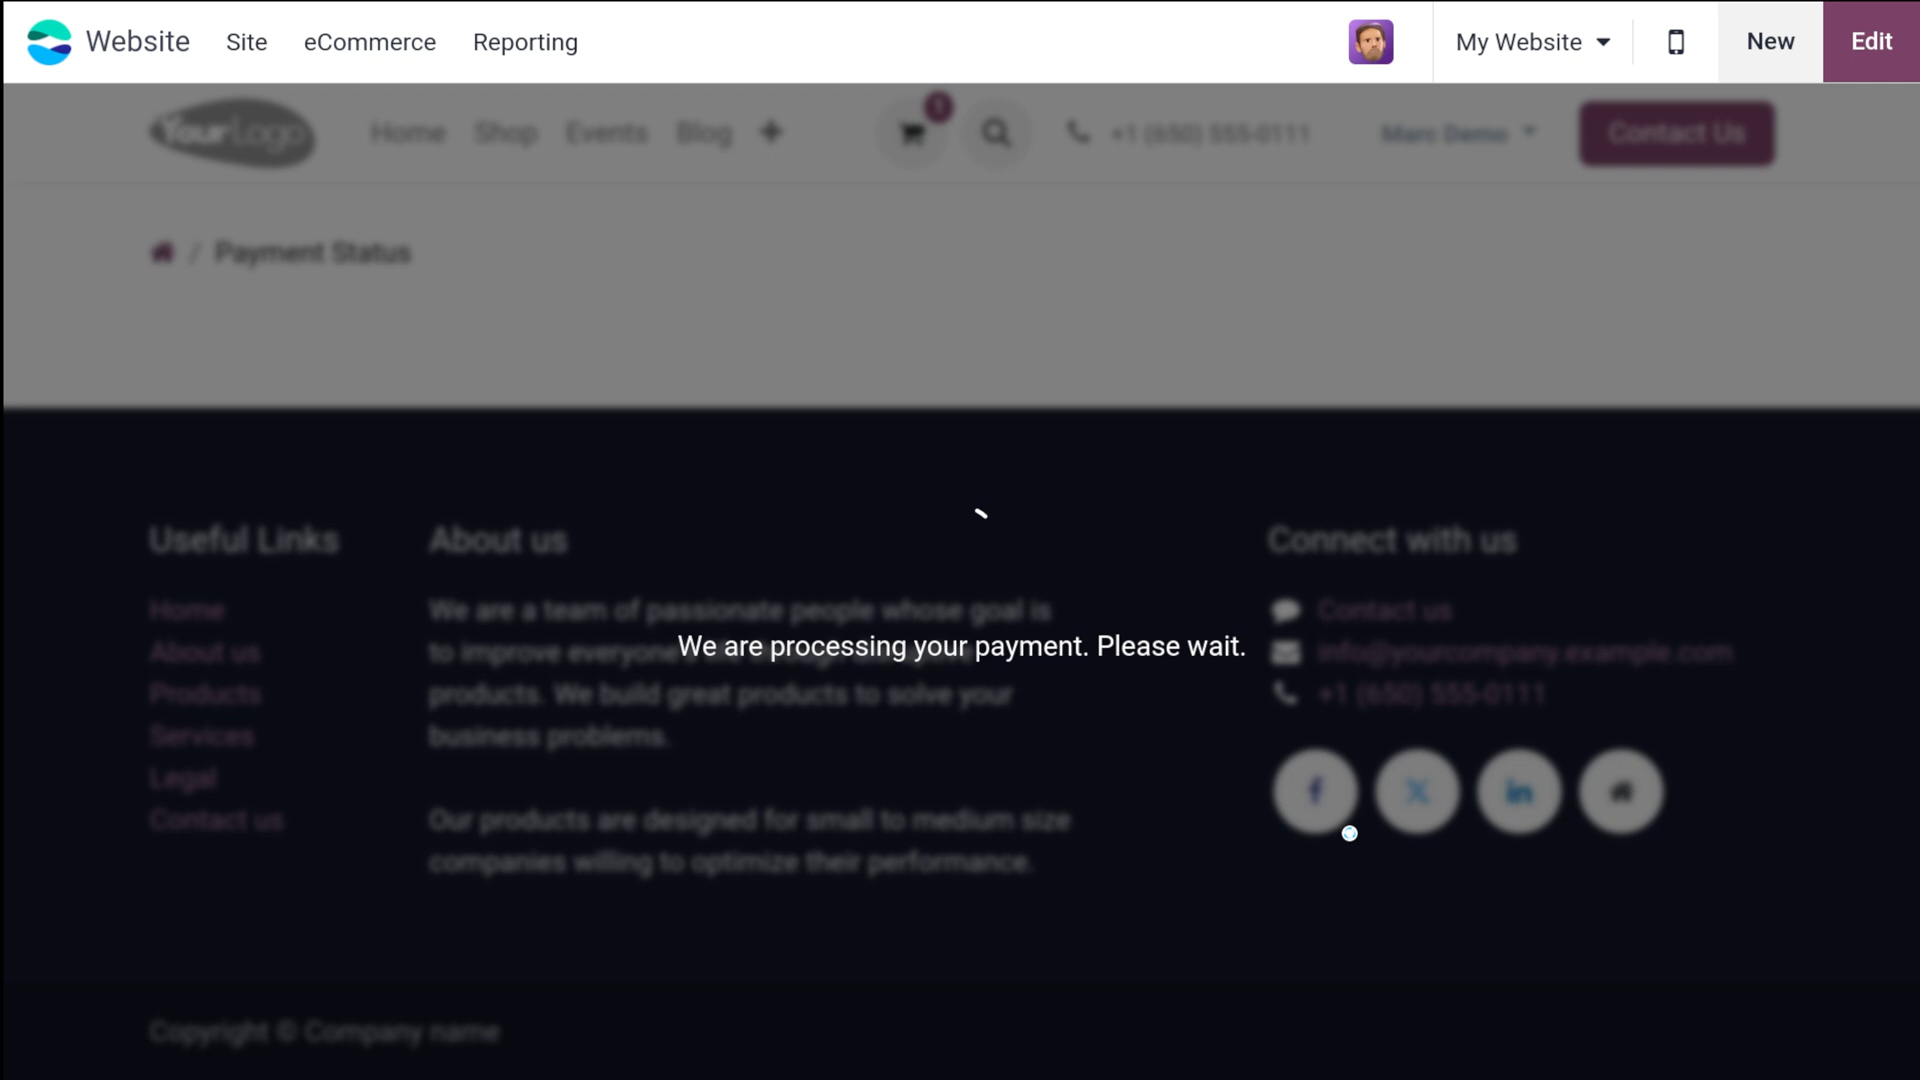 Website Site eCommerce Reporting My Website New Edit
YourLogo Home Shop Events Blog +1 (650) 555-0111 Marc Demo Contact Us
/ Payment Status
Useful Links About us Connect with us
Home We are a team of passionate people whose goal is Contact us
We are processing your payment. Please wait.
About us to improve everyone's info@yourcompany.example.com
Products products. We build great products to solve your +1 (650) 555-0111
Services business problems.
Legal
Contact us Our products are designed for small to medium size
companies willing to optimize their performance.
Copyright © Company name